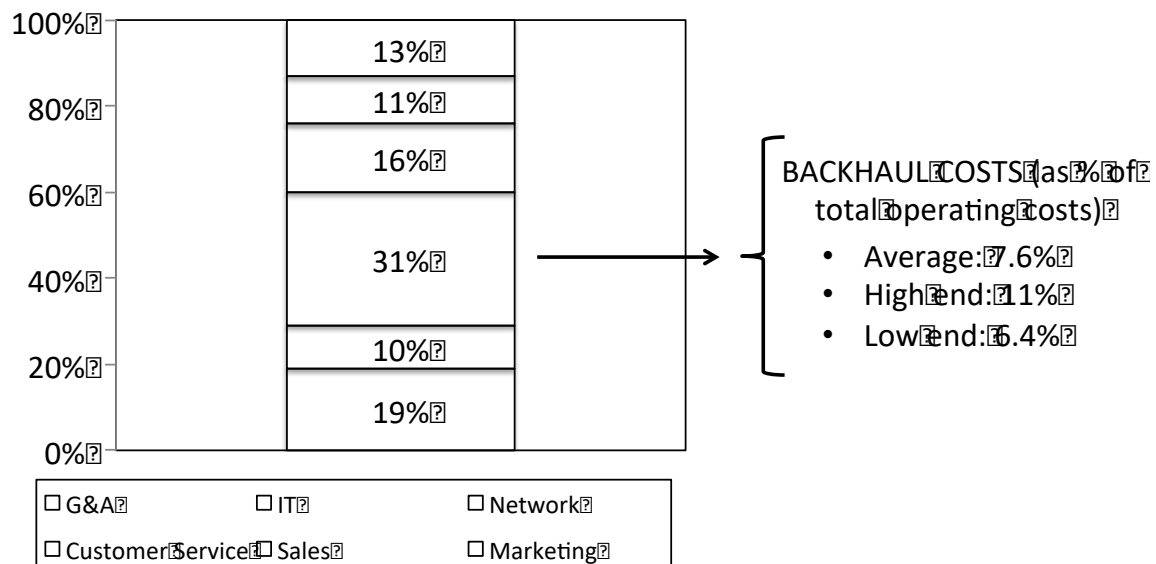 100%
13%
80%
11%
16%
60%
31%
40%
10%
20%
19%
0%
BACKHAUL COSTS (as % of
total operating costs)
• Average: 7.6%
• High end: 11%
• Low end: 6.4%
G&A IT Network
Customer Service Sales Marketing